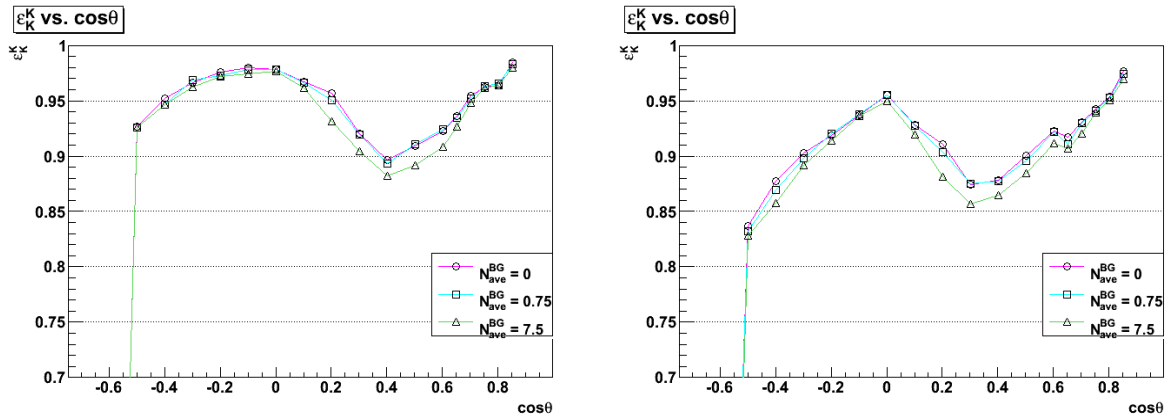 ε_K^K vs. cosθ
ε_K^K
1
0.95
0.9
0.85
0.8
0.75
0.7
N_ave^BG = 0
N_ave^BG = 0.75
N_ave^BG = 7.5
-0.6 -0.4 -0.2 0 0.2 0.4 0.6 0.8
cosθ
ε_K^K vs. cosθ
ε_K^K
1
0.95
0.9
0.85
0.8
0.75
0.7
N_ave^BG = 0
N_ave^BG = 0.75
N_ave^BG = 7.5
-0.6 -0.4 -0.2 0 0.2 0.4 0.6 0.8
cosθ